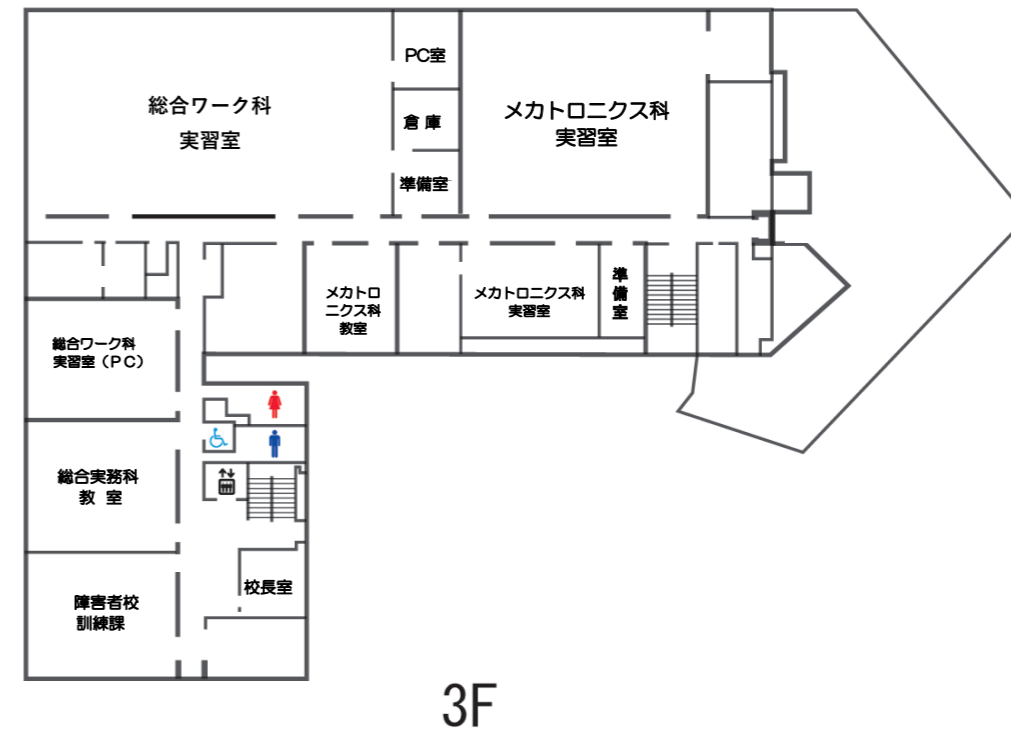 総合ワーク科
実習室
PC室
倉 庫
準備室
メカトロニクス科
実習室
メカトロ
ニクス科
教室
メカトロニクス科
実習室
準
備
室
総合ワーク科
実習室（ＰＣ）
総合実務科
教 室
障害者校
訓練課
校長室
3F